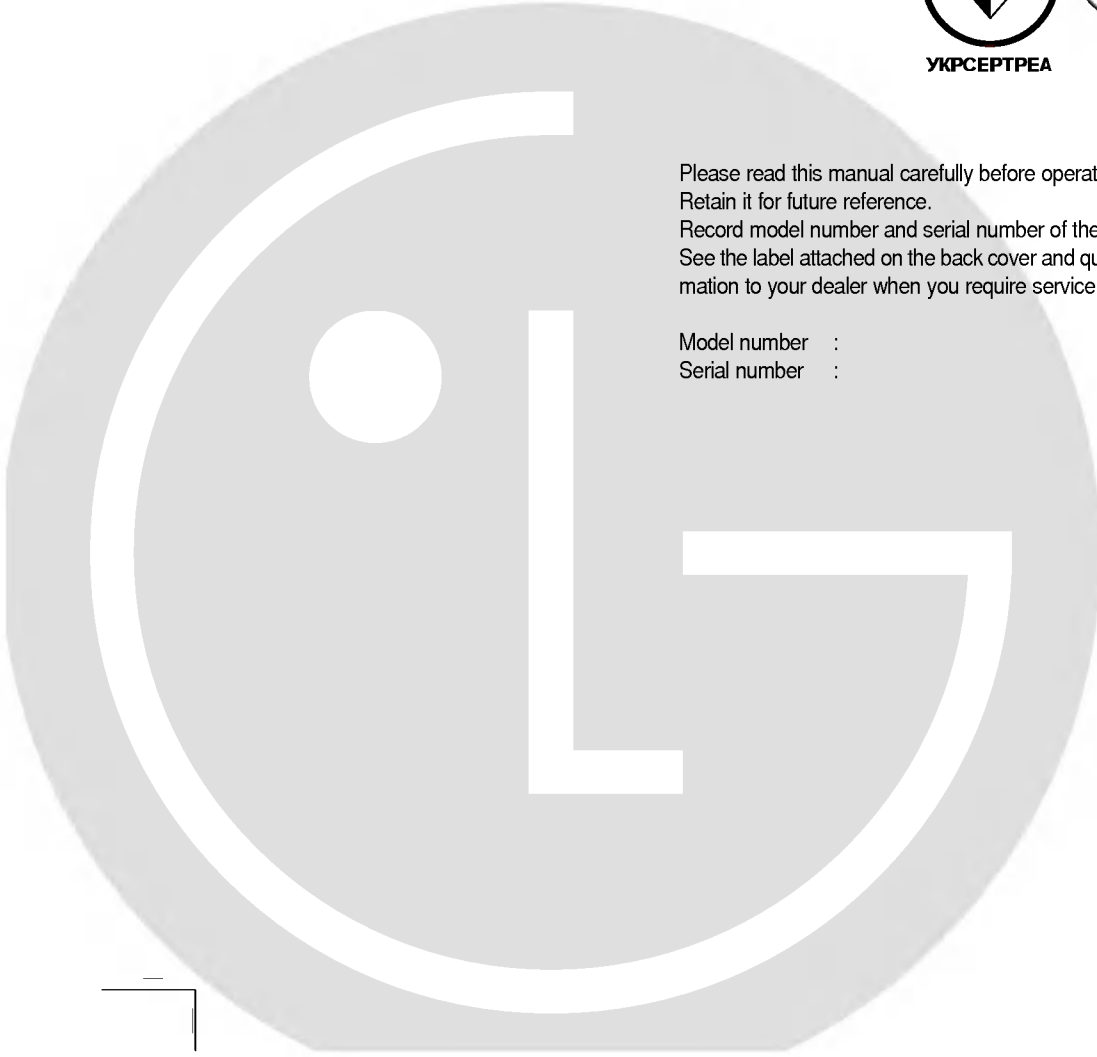 УКРСЕРТРЕА
Please read this manual carefully before operat
Retain it for future reference.
Record model number and serial number of the
See the label attached on the back cover and qu
mation to your dealer when you require service
Model number :
Serial number :